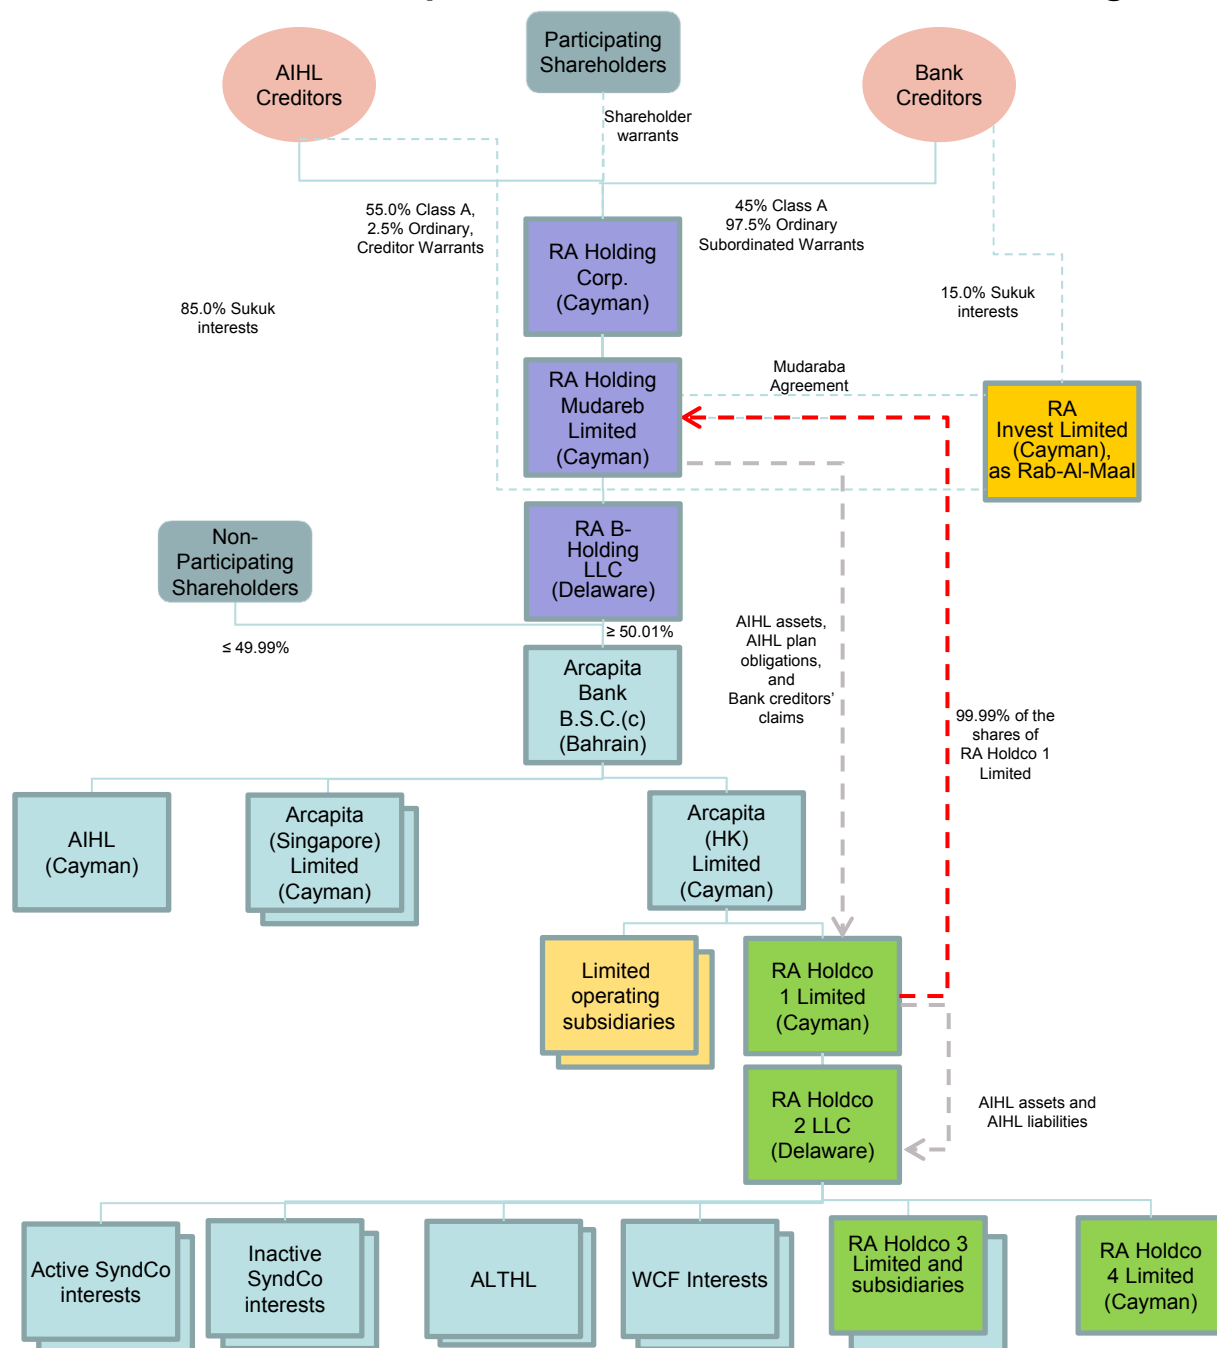 Participating
Shareholders
AIHL
Creditors
Bank
Creditors
Shareholder
warrants
55.0% Class A,
2.5% Ordinary,
Creditor Warrants
45% Class A
97.5% Ordinary
Subordinated Warrants
RA Holding
Corp.
(Cayman)
85.0% Sukuk
interests
15.0% Sukuk
interests
RA Holding
Mudareb
Limited
(Cayman)
Mudaraba
Agreement
RA
Invest Limited
(Cayman),
as Rab-Al-Maal
RA B-
Holding
LLC
(Delaware)
Non-
Participating
Shareholders
≤ 49.99%
≥ 50.01%
AIHL assets,
AIHL plan
obligations,
and
Bank creditors’
claims
Arcapita
Bank
B.S.C.(c)
(Bahrain)
99.99% of the
shares of
RA Holdco 1
Limited
AIHL
(Cayman)
Arcapita
(Singapore)
Limited
(Cayman)
Arcapita
(HK)
Limited
(Cayman)
Limited
operating
subsidiaries
RA Holdco
1 Limited
(Cayman)
RA Holdco
2 LLC
(Delaware)
AIHL assets and
AIHL liabilities
Active SyndCo
interests
Inactive
SyndCo
interests
ALTHL
WCF Interests
RA Holdco 3
Limited and
subsidiaries
RA Holdco
4 Limited
(Cayman)